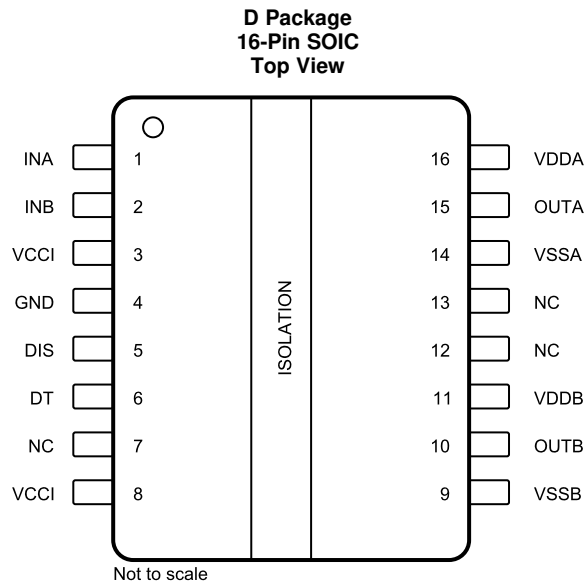 D Package
16-Pin SOIC
Top View
INA 1 16 VDDA
INB 2 15 OUTA
VCCI 3 14 VSSA
GND 4 13 NC
DIS 5 12 NC
DT 6 11 VDDB
NC 7 10 OUTB
VCCI 8 9 VSSB
ISOLATION
Not to scale